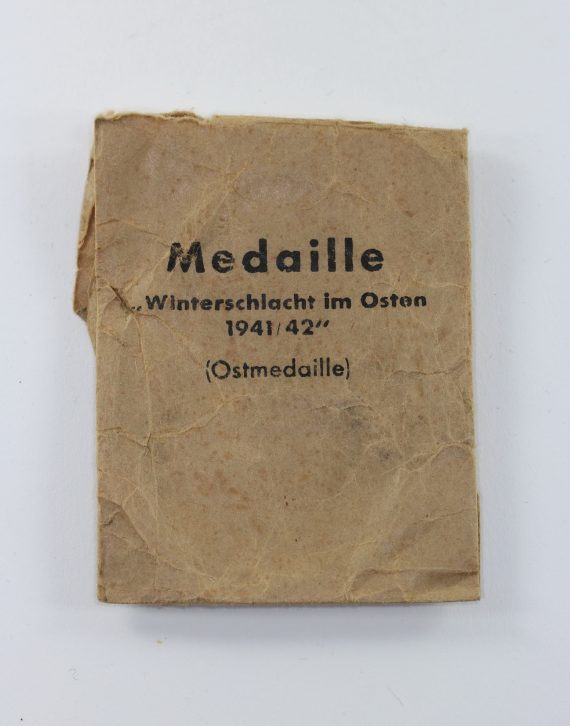 Medaille
„Winterschlacht im Osten
1941/42“
(Ostmedaille)